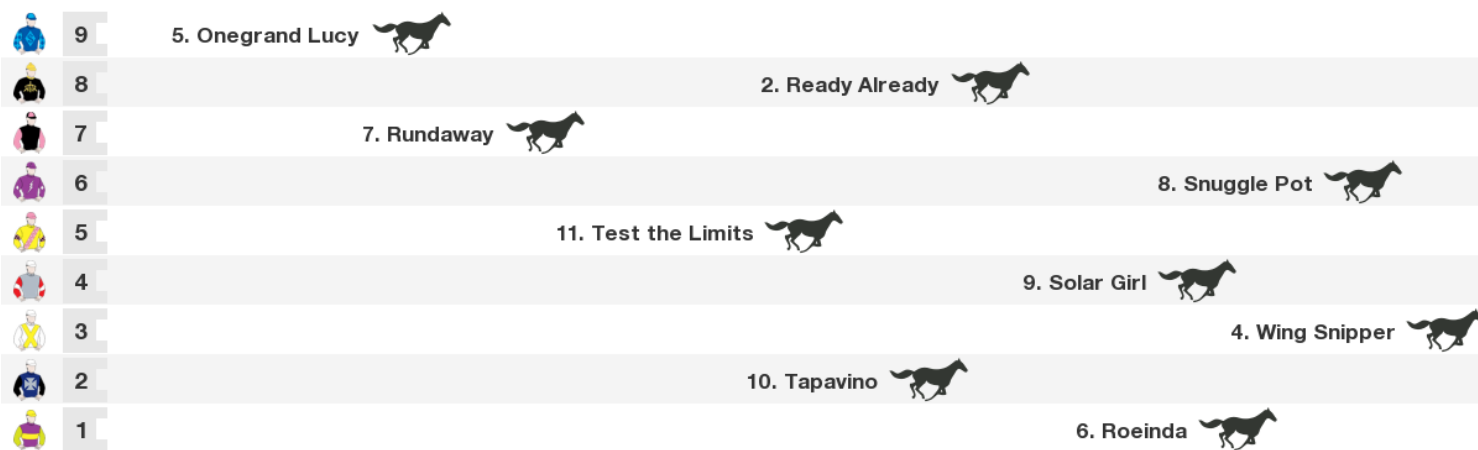 9 5. Onegrand Lucy
8 2. Ready Already
7 7. Rundaway
6 8. Snuggle Pot
5 11. Test the Limits
4 9. Solar Girl
3 4. Wing Snipper
2 10. Tapavino
1 6. Roeinda